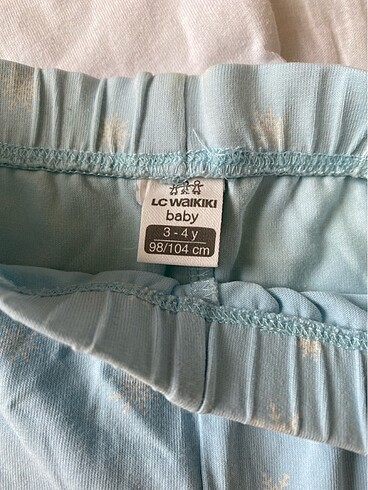 LC WAIKIKI
baby
3 - 4 y
98/104 cm